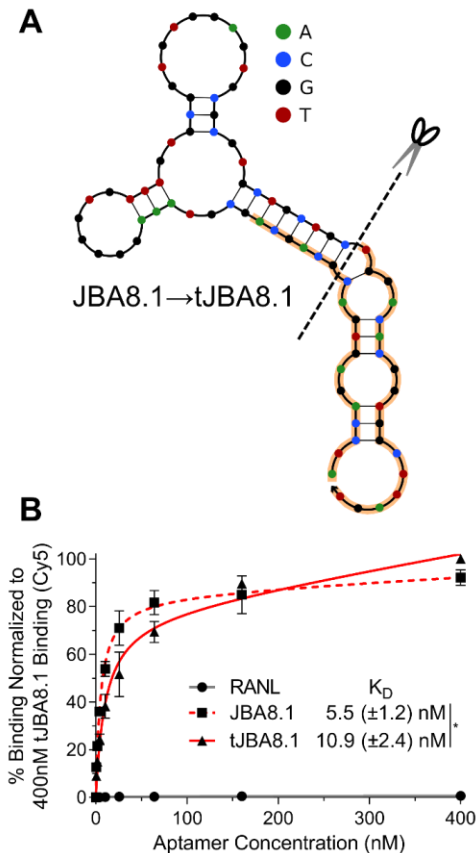 A
A
C
G
T
JBA8.1→tJBA8.1
B
% Binding Normalized to
400nM tJBA8.1 Binding (Cy5)
100
80
60
40
20
0
RANL K_D
JBA8.1 5.5 (±1.2) nM
tJBA8.1 10.9 (±2.4) nM
*
0 100 200 300 400
Aptamer Concentration (nM)